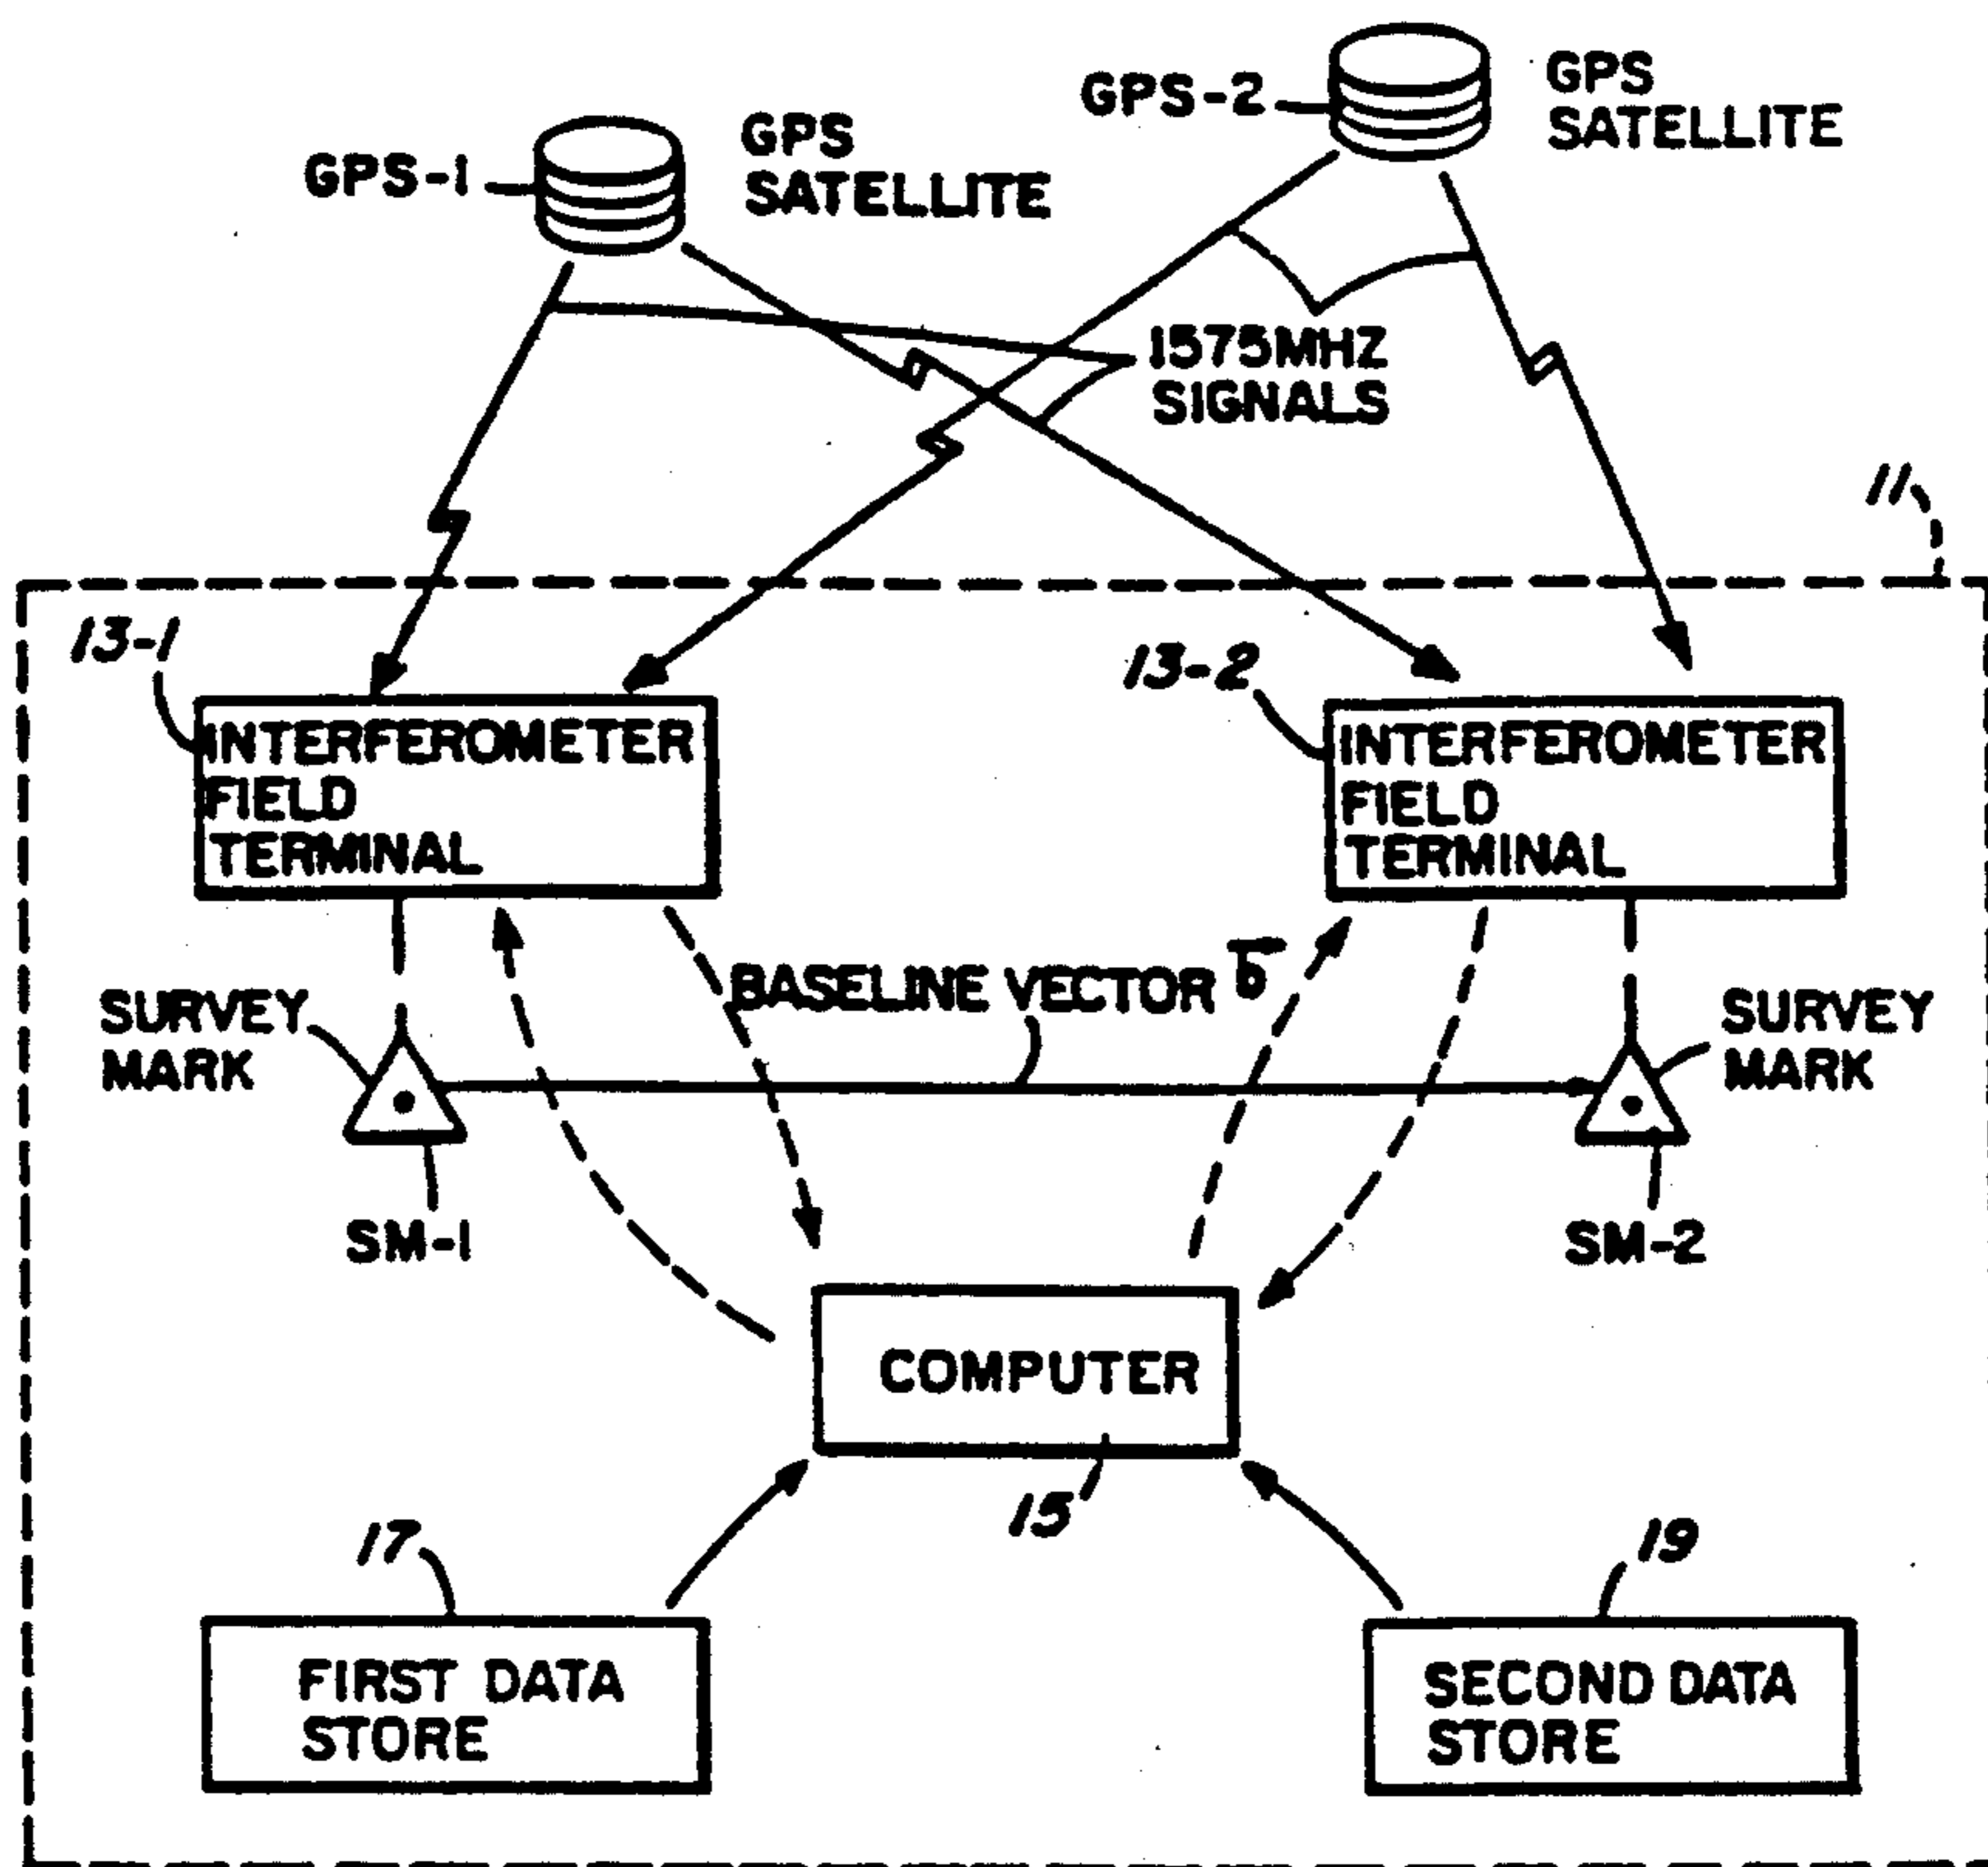 GPS-1
GPS
SATELLITE
GPS-2
GPS
SATELLITE
1575MHZ
SIGNALS
11
13-1
13-2
INTERFEROMETER
FIELD
TERMINAL
INTERFEROMETER
FIELD
TERMINAL
BASELINE VECTOR b̅
SURVEY
MARK
SURVEY
MARK
SM-1
SM-2
COMPUTER
15
17
19
FIRST DATA
STORE
SECOND DATA
STORE